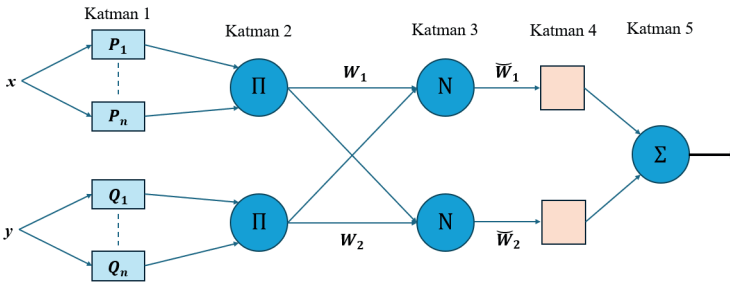 Katman 1
Katman 2
Katman 3
Katman 4
Katman 5
x
P₁
Pₙ
y
Q₁
Qₙ
Π
Π
W₁
W₂
N
N
W̆₁
W̆₂
Σ